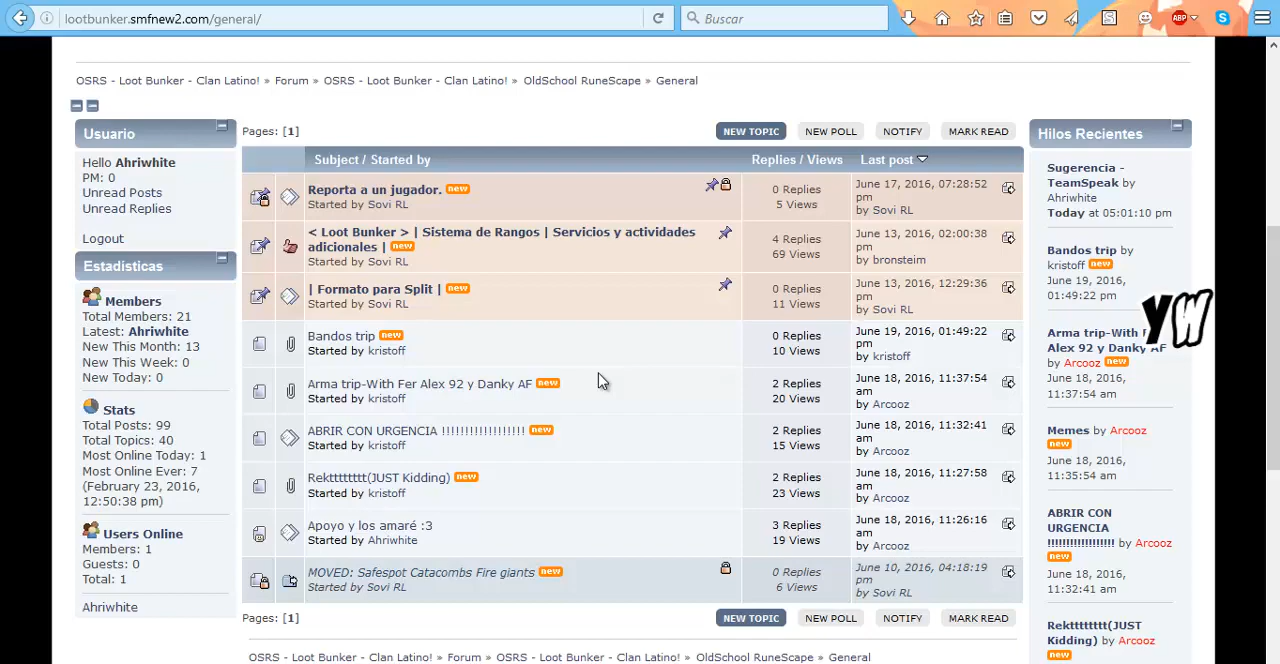 lootbunker.smfnew2.com/general/
Buscar
S
ABP
S
OSRS - Loot Bunker - Clan Latino! » Forum » OSRS - Loot Bunker - Clan Latino! » OldSchool RuneScape » General
Usuario
Hello Ahriwhite
PM: 0
Unread Posts
Unread Replies
Logout
Estadisticas
Members
Total Members: 21
Latest: Ahriwhite
New This Month: 13
New This Week: 0
New Today: 0
Stats
Total Posts: 99
Total Topics: 40
Most Online Today: 1
Most Online Ever: 7
(February 23, 2016,
12:50:38 pm)
Users Online
Members: 1
Guests: 0
Total: 1
Ahriwhite
Pages: [1]
NEW TOPIC NEW POLL NOTIFY MARK READ
Subject / Started by Replies / Views Last post
Reporta a un jugador. new
Started by Sovi RL
0 Replies
5 Views
June 17, 2016, 07:28:52
pm
by Sovi RL
< Loot Bunker > | Sistema de Rangos | Servicios y actividades
adicionales | new
Started by Sovi RL
4 Replies
69 Views
June 13, 2016, 02:00:38
pm
by bronsteim
| Formato para Split | new
Started by Sovi RL
0 Replies
11 Views
June 13, 2016, 12:29:36
pm
by Sovi RL
Bandos trip new
Started by kristoff
0 Replies
10 Views
June 19, 2016, 01:49:22
pm
by kristoff
Arma trip-With Fer Alex 92 y Danky AF new
Started by kristoff
2 Replies
20 Views
June 18, 2016, 11:37:54
am
by Arcooz
ABRIR CON URGENCIA !!!!!!!!!!!!!!!!! new
Started by kristoff
2 Replies
15 Views
June 18, 2016, 11:32:41
am
by Arcooz
Rekttttttt(JUST Kidding) new
Started by kristoff
2 Replies
23 Views
June 18, 2016, 11:27:58
am
by Arcooz
Apoyo y los amaré :3
Started by Ahriwhite
3 Replies
19 Views
June 18, 2016, 11:26:16
am
by Arcooz
MOVED: Safespot Catacombs Fire giants new
Started by Sovi RL
0 Replies
6 Views
June 10, 2016, 04:18:19
pm
by Sovi RL
Pages: [1]
NEW TOPIC NEW POLL NOTIFY MARK READ
OSRS - Loot Bunker - Clan Latino! » Forum » OSRS - Loot Bunker - Clan Latino! » OldSchool RuneScape » General
Hilos Recientes
Sugerencia -
TeamSpeak by
Ahriwhite
Today at 05:01:10 pm
Bandos trip by
kristoff new
June 19, 2016,
01:49:22 pm
YW
Arma trip-With
Alex 92 y Danky AF
by Arcooz new
June 18, 2016,
11:37:54 am
Memes by Arcooz
new
June 18, 2016,
11:35:54 am
ABRIR CON
URGENCIA
!!!!!!!!!!!!!!!!! by Arcooz
new
June 18, 2016,
11:32:41 am
Rekttttttt(JUST
Kidding) by Arcooz
new